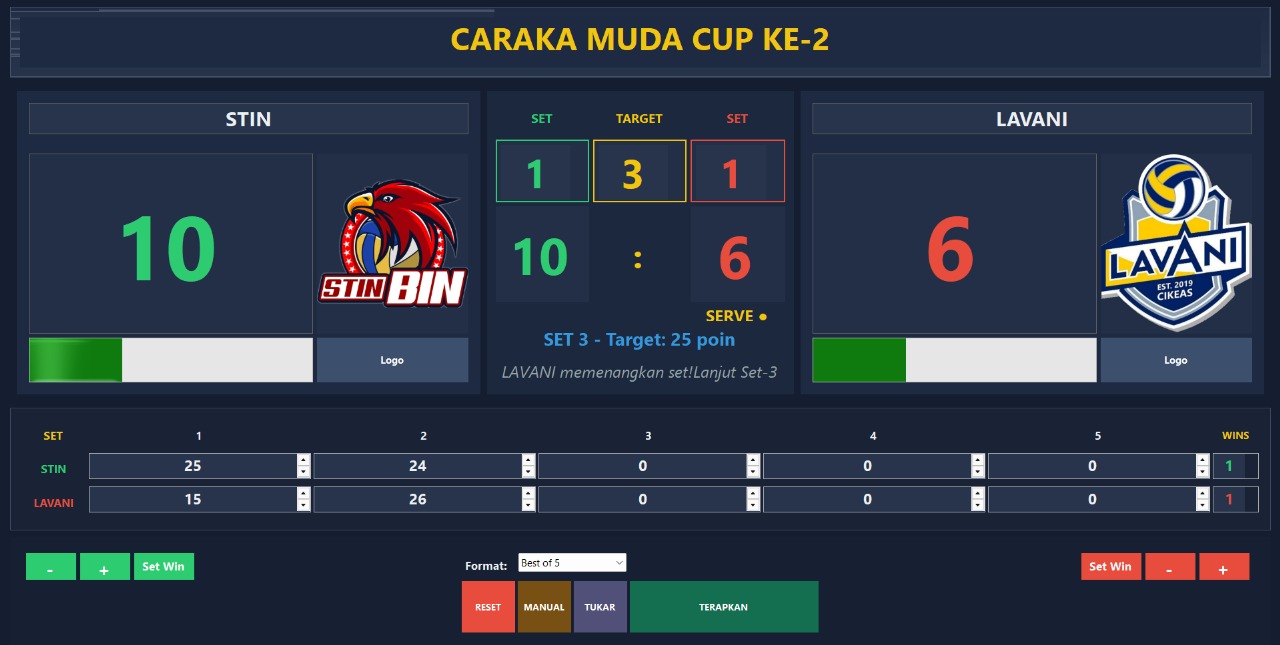 CARAKA MUDA CUP KE-2
STIN
10
STIN BIN
Logo
SET TARGET SET
1 3 1
10 : 6
SERVE ●
SET 3 - Target: 25 poin
LAVANI memenangkan set!Lanjut Set-3
LAVANI
6
LAVANI
EST. 2019
CIKEAS
Logo
SET 1 2 3 4 5 WINS
STIN 25 24 0 0 0 1
LAVANI 15 26 0 0 0 1
- + Set Win
Format: Best of 5
RESET MANUAL TUKAR TERAPKAN
Set Win - +